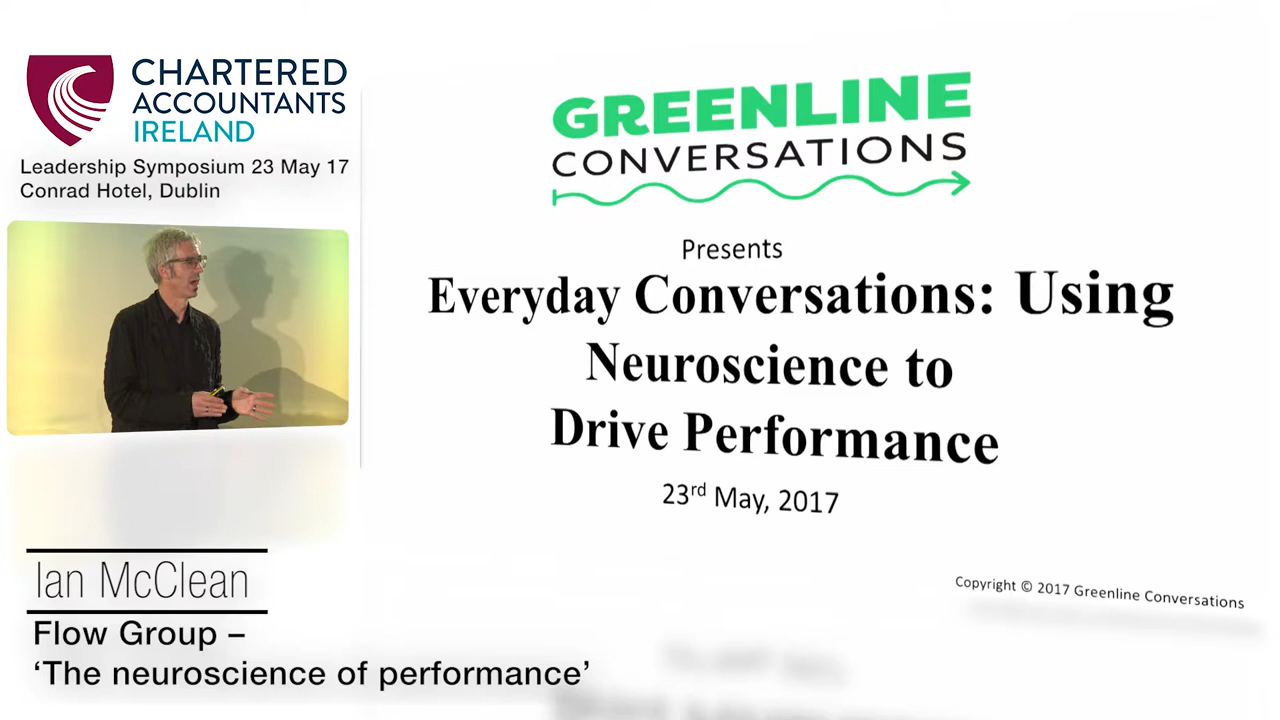 CHARTERED
ACCOUNTANTS
IRELAND
Leadership Symposium 23 May 17
Conrad Hotel, Dublin
GREENLINE
CONVERSATIONS
Presents
Everyday Conversations: Using
Neuroscience to
Drive Performance
23rd May, 2017
Copyright © 2017 Greenline Conversations
Ian McClean
Flow Group –
‘The neuroscience of performance’